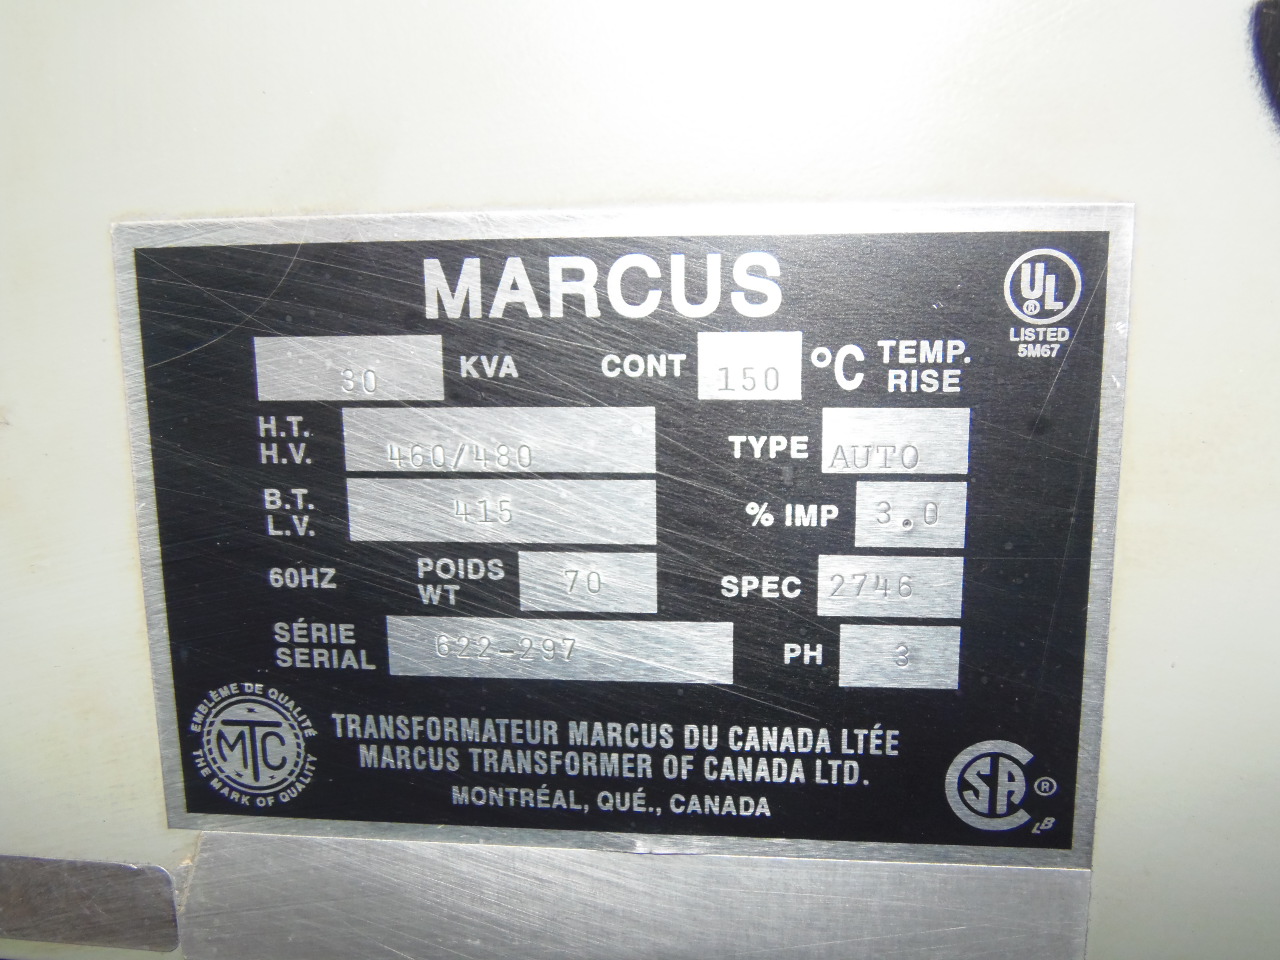 MARCUS
UL
®
LISTED
5M67
30 KVA CONT 150 °C TEMP. RISE
H.T.
H.V. 460/480 TYPE AUTO
B.T.
L.V. 415 % IMP 3.0
60HZ POIDS
WT 70 SPEC 2746
SÉRIE
SERIAL 622-297 PH 3
EMBLÈME DE QUALITÉ
MTC
THE MARK OF QUALITY
TRANSFORMATEUR MARCUS DU CANADA LTÉE
MARCUS TRANSFORMER OF CANADA LTD.
MONTRÉAL, QUÉ., CANADA
CSA ®
LB